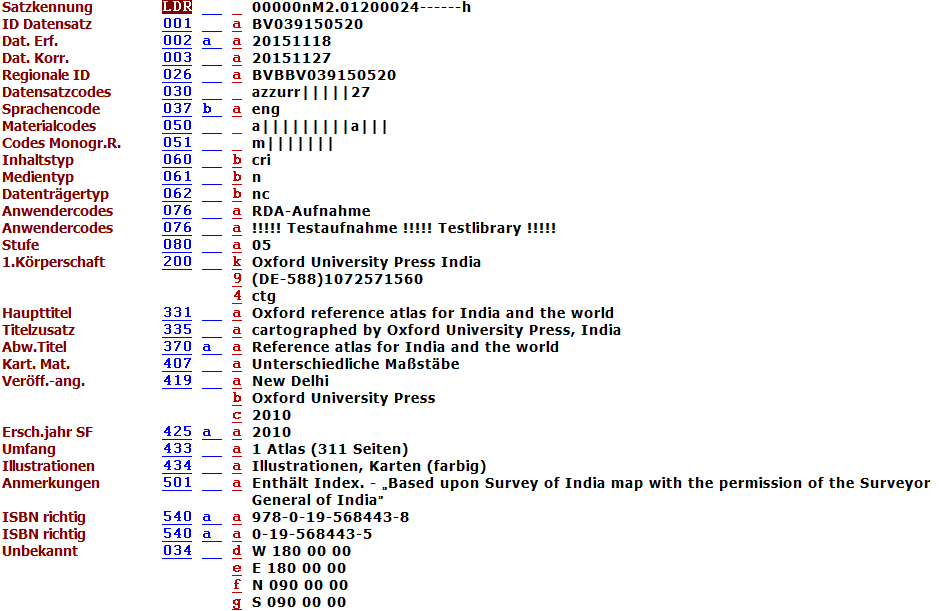 Satzkennung LDR _ 00000nM2.01200024------h
ID Datensatz 001 a BV039150520
Dat. Erf. 002 a a 20151118
Dat. Korr. 003 a 20151127
Regionale ID 026 a BVBBV039150520
Datensatzcodes 030 _ azzurr|||||27
Sprachencode 037 b a eng
Materialcodes 050 _ a|||||||||a|||
Codes Monogr.R. 051 _ m|||||||
Inhaltstyp 060 b cri
Medientyp 061 b n
Datenträgertyp 062 b nc
Anwendercodes 076 a RDA-Aufnahme
Anwendercodes 076 a !!!!! Testaufnahme !!!!! Testlibrary !!!!!
Stufe 080 a 05
1.Körperschaft 200 k Oxford University Press India
9 (DE-588)1072571560
4 ctg
Haupttitel 331 a Oxford reference atlas for India and the world
Titelzusatz 335 a cartographed by Oxford University Press, India
Abw.Titel 370 a a Reference atlas for India and the world
Kart. Mat. 407 a Unterschiedliche Maßstäbe
Veröff.-ang. 419 a New Delhi
b Oxford University Press
c 2010
Ersch.jahr SF 425 a a 2010
Umfang 433 a 1 Atlas (311 Seiten)
Illustrationen 434 a Illustrationen, Karten (farbig)
Anmerkungen 501 a Enthält Index. - „Based upon Survey of India map with the permission of the Surveyor
General of India”
ISBN richtig 540 a a 978-0-19-568443-8
ISBN richtig 540 a a 0-19-568443-5
Unbekannt 034 d W 180 00 00
e E 180 00 00
f N 090 00 00
g S 090 00 00